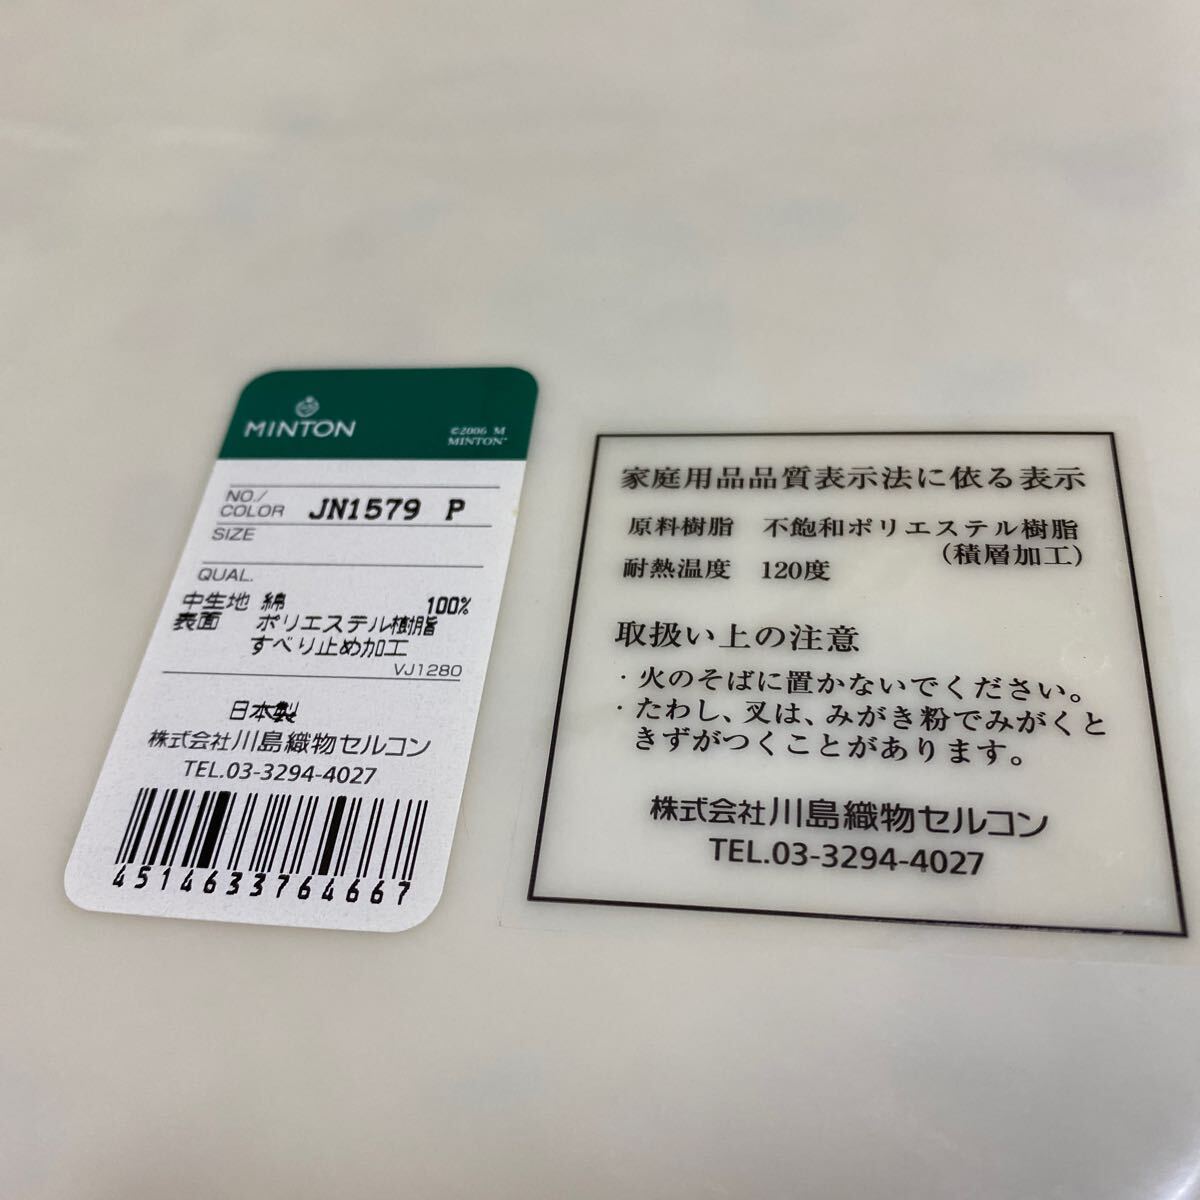 MINTON
©2006 M
MINTON®
NO./
COLOR JN1579 P
SIZE
QUAL.
中生地 綿 100%
表面 ポリエステル樹脂
すべり止め加工
VJ1280
日本製
株式会社川島織物セルコン
TEL.03-3294-4027
4514633764667
家庭用品品質表示法に依る表示
原料樹脂 不飽和ポリエステル樹脂
(積層加工)
耐熱温度 120度
取扱い上の注意
・火のそばに置かないでください。
・たわし、又は、みがき粉でみがくと
きずがつくことがあります。
株式会社川島織物セルコン
TEL.03-3294-4027